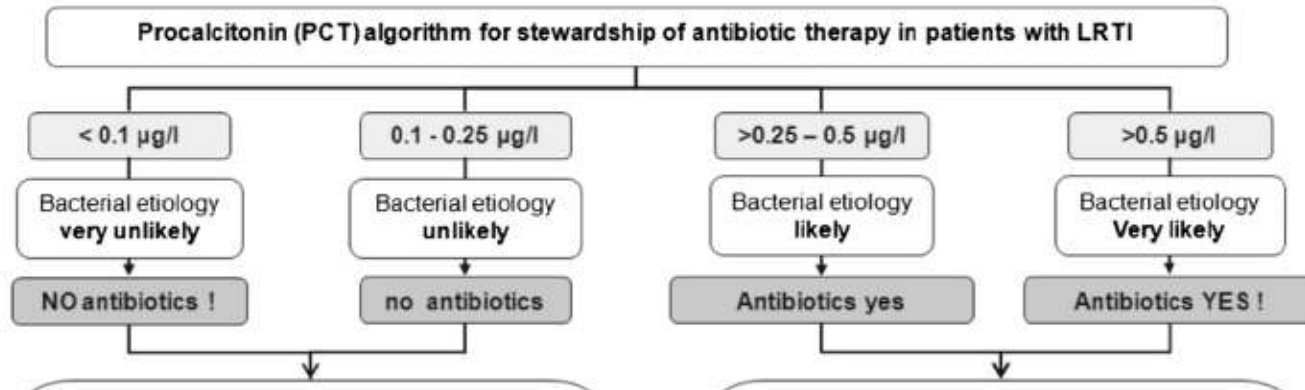 Procalcitonin (PCT) algorithm for stewardship of antibiotic therapy in patients with LRTI
< 0.1 µg/l
0.1 - 0.25 µg/l
>0.25 – 0.5 µg/l
>0.5 µg/l
Bacterial etiology
very unlikely
Bacterial etiology
unlikely
Bacterial etiology
likely
Bacterial etiology
Very likely
NO antibiotics !
no antibiotics
Antibiotics yes
Antibiotics YES !